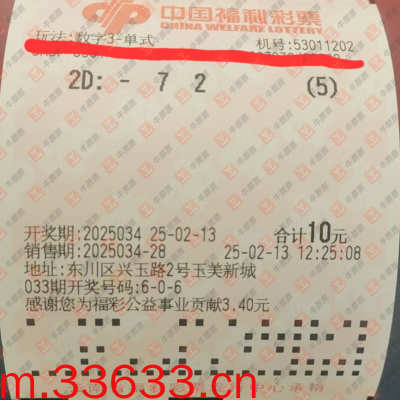 中国福利彩票
CHINA WELFARE LOTTERY
玩法:数字3-单式 机号:53011202
2D: - 7 2 (5)
开奖期:2025034 25-02-13 合计10元
销售期:2025034-28 25-02-13 12:25:08
地址:东川区兴玉路2号玉美新城
033期开奖号码:6-0-6
感谢您为福彩公益事业贡献3.40元
m.33633.cn